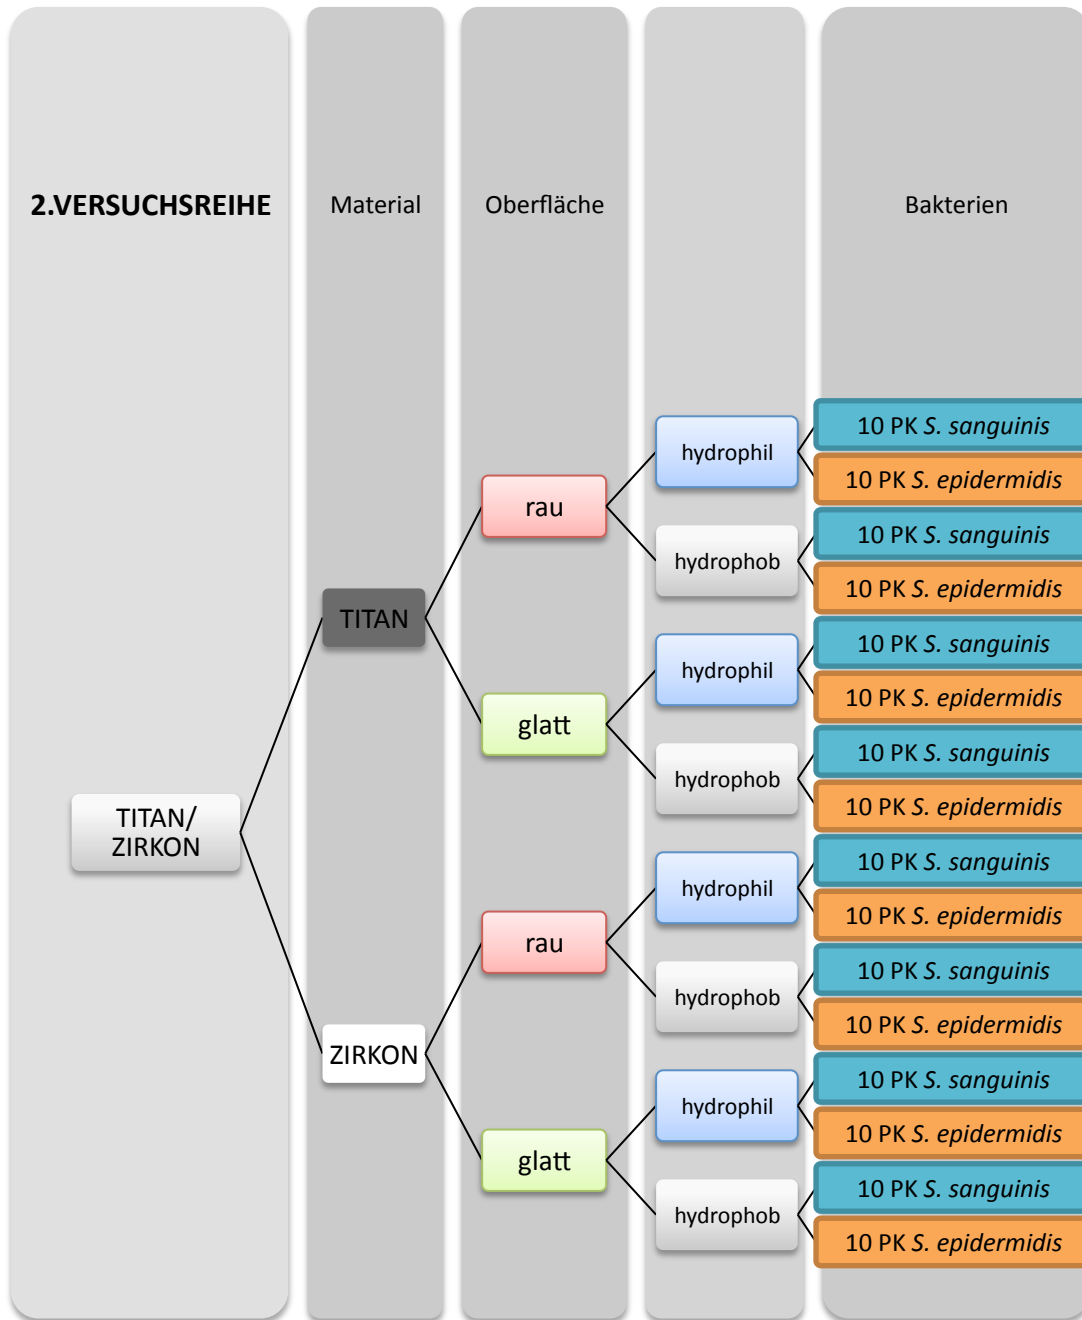 2.VERSUCHSREIHE
Material
Oberfläche
Bakterien
TITAN/
ZIRKON
TITAN
rau
hydrophil
10 PK S. sanguinis
10 PK S. epidermidis
hydrophob
10 PK S. sanguinis
10 PK S. epidermidis
glatt
hydrophil
10 PK S. sanguinis
10 PK S. epidermidis
hydrophob
10 PK S. sanguinis
10 PK S. epidermidis
ZIRKON
rau
hydrophil
10 PK S. sanguinis
10 PK S. epidermidis
hydrophob
10 PK S. sanguinis
10 PK S. epidermidis
glatt
hydrophil
10 PK S. sanguinis
10 PK S. epidermidis
hydrophob
10 PK S. sanguinis
10 PK S. epidermidis